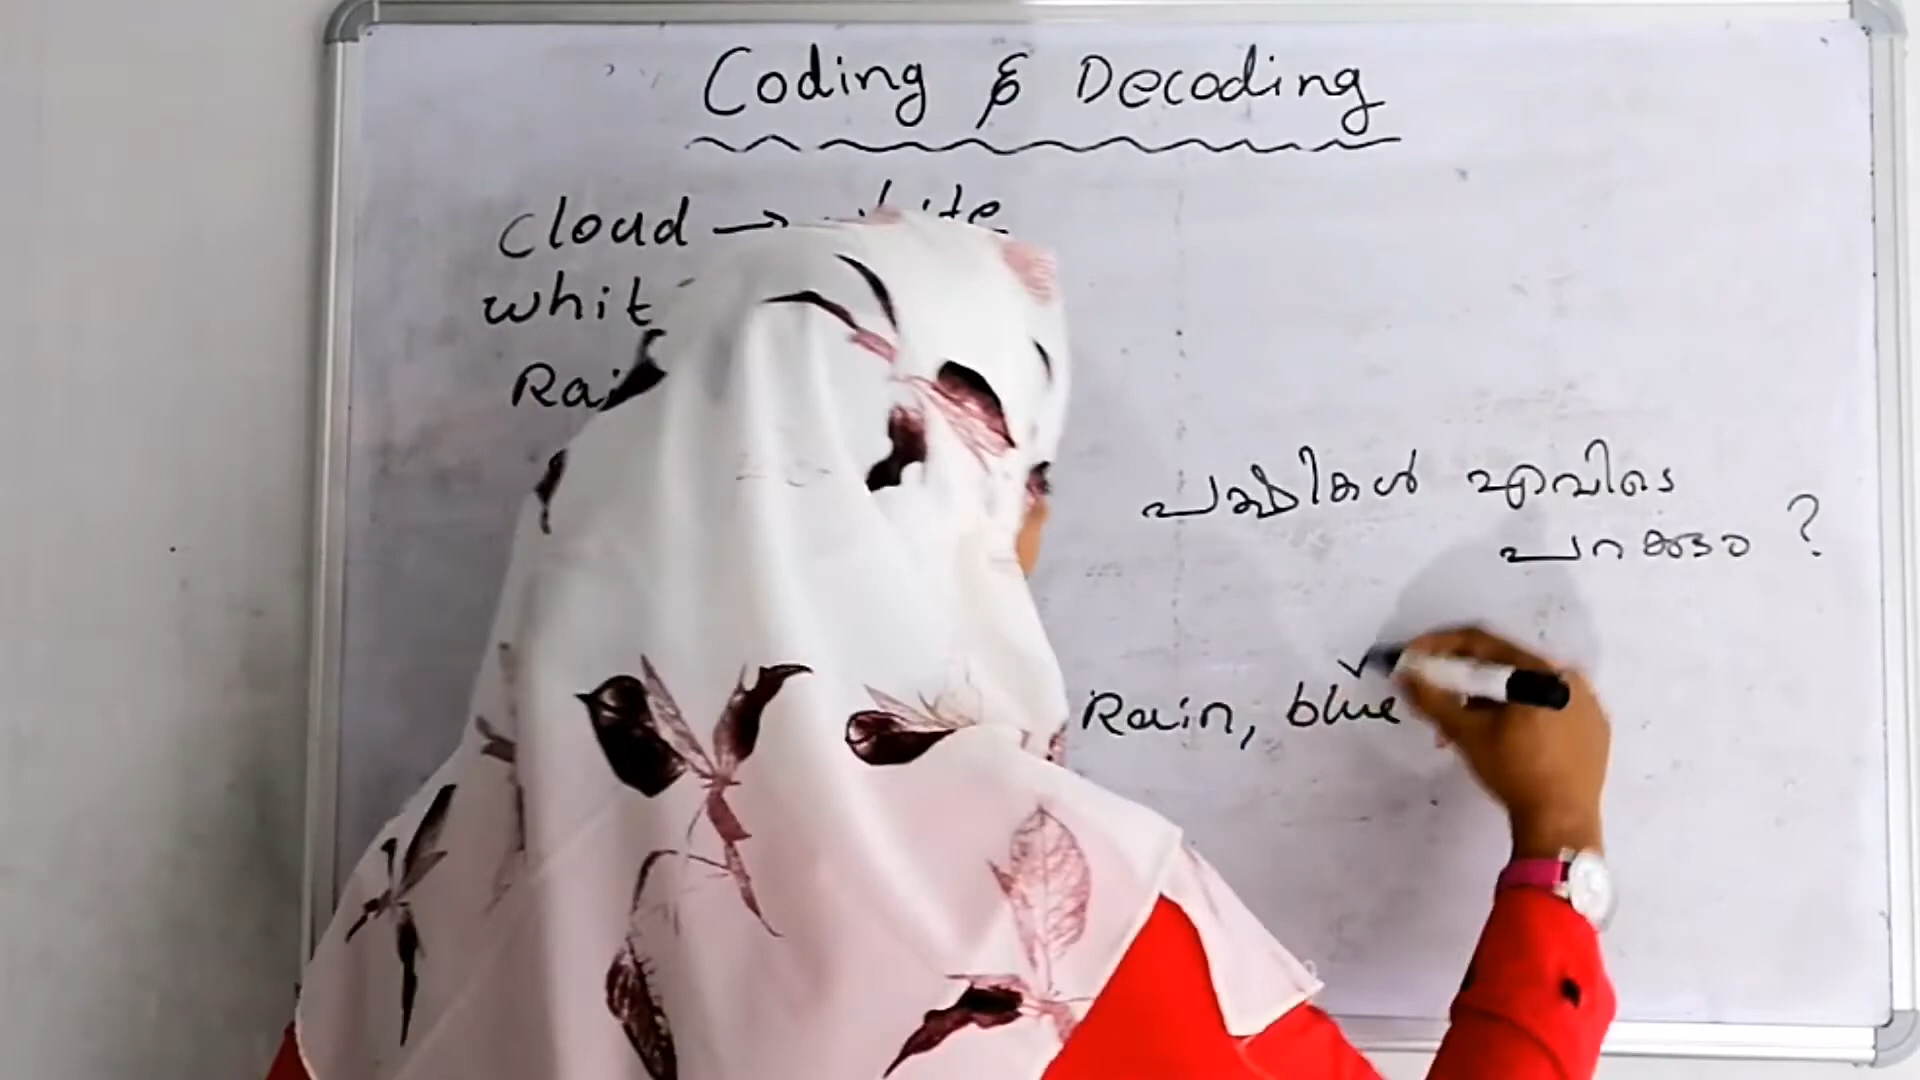 Coding & Decoding
Cloud → white
whit
Rai
പക്ഷികൾ എവിടെ
പറക്കും ?
Rain, blue